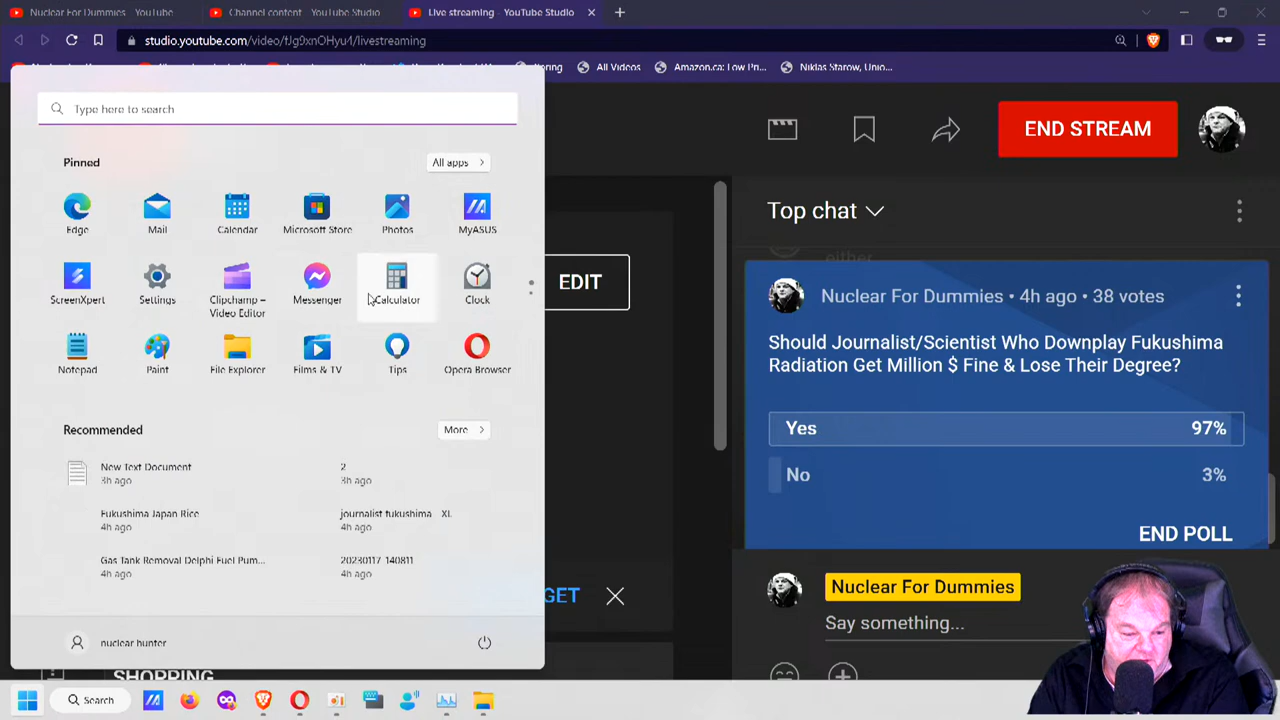 Nuclear For Dummies - YouTube
Channel content - YouTube Studio
Live streaming - YouTube Studio
studio.youtube.com/video/fJg9xnOHyu4/livestreaming
All Videos
Amazon.ca: Low Pri...
Niklas Starow, Unio...
Type here to search
Pinned
All apps
Edge
Mail
Calendar
Microsoft Store
Photos
MyASUS
ScreenXpert
Settings
Clipchamp –
Video Editor
Messenger
Calculator
Clock
Notepad
Paint
File Explorer
Films & TV
Tips
Opera Browser
Recommended
More
New Text Document
3h ago
2
3h ago
Fukushima Japan Rice
4h ago
journalist fukushima XL
4h ago
Gas Tank Removal Delphi Fuel Pum...
4h ago
20230117 140811
4h ago
nuclear hunter
Search
SHOPPING
EDIT
GET
END STREAM
Top chat
either
Nuclear For Dummies • 4h ago • 38 votes
Should Journalist/Scientist Who Downplay Fukushima
Radiation Get Million $ Fine & Lose Their Degree?
Yes 97%
No 3%
END POLL
Nuclear For Dummies
Say something...